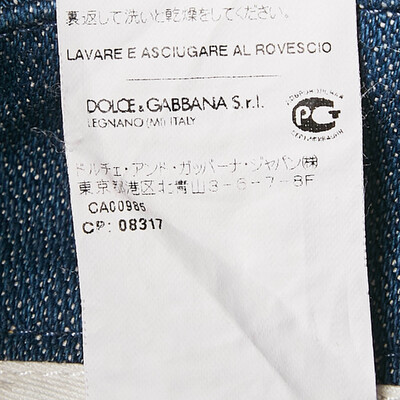 裏返して洗いと乾燥をしてください。
LAVARE E ASCIUGARE AL ROVESCIO
DOLCE & GABBANA S.r.l.
LEGNANO (MI) ITALY
PG
ドルチェ・アンド・ガッバーナ・ジャパン(株)
東京都港区北青山3-6-7-8F
CA00986
CP: 08317